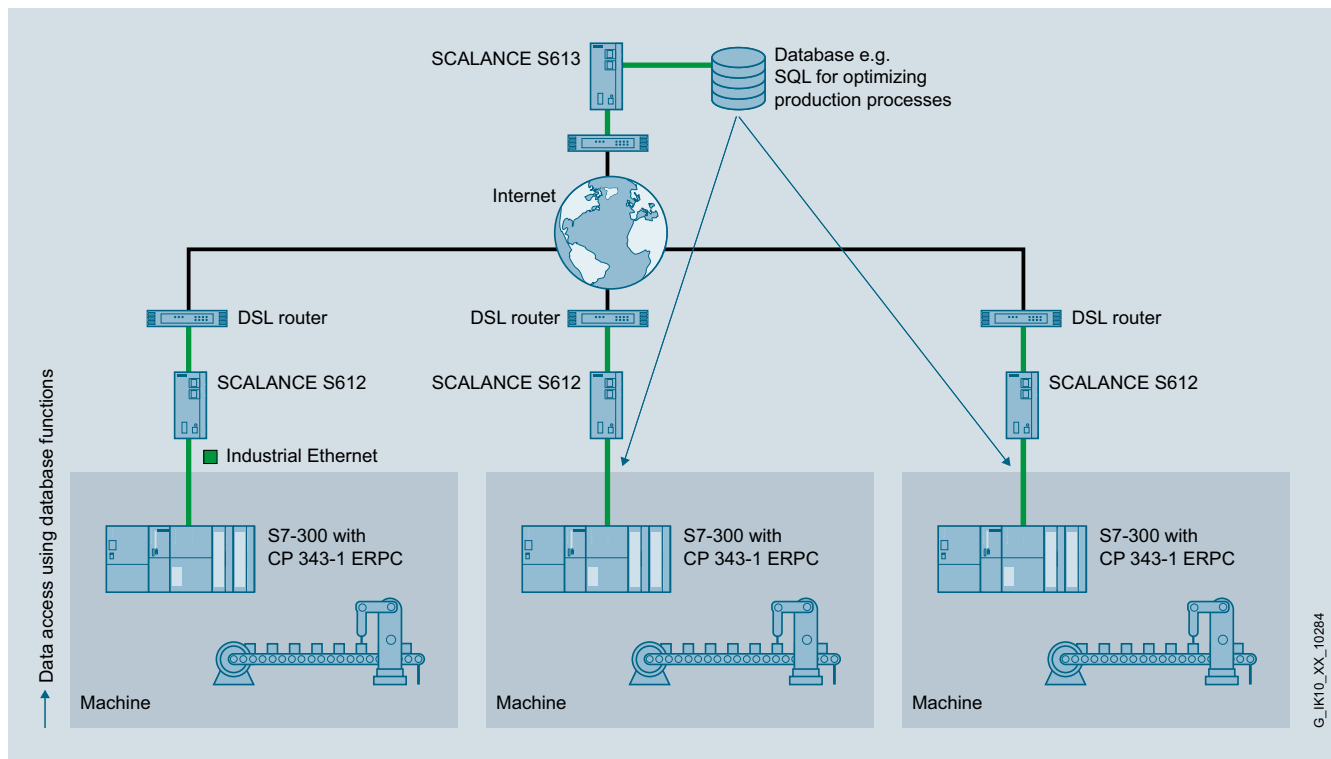 SCALANCE S613
Database e.g.
SQL for optimizing
production processes
Internet
DSL router
DSL router
DSL router
SCALANCE S612
SCALANCE S612
SCALANCE S612
Industrial Ethernet
Data access using database functions
S7-300 with
CP 343-1 ERPC
S7-300 with
CP 343-1 ERPC
S7-300 with
CP 343-1 ERPC
Machine
Machine
Machine
G_IK10_XX_10284